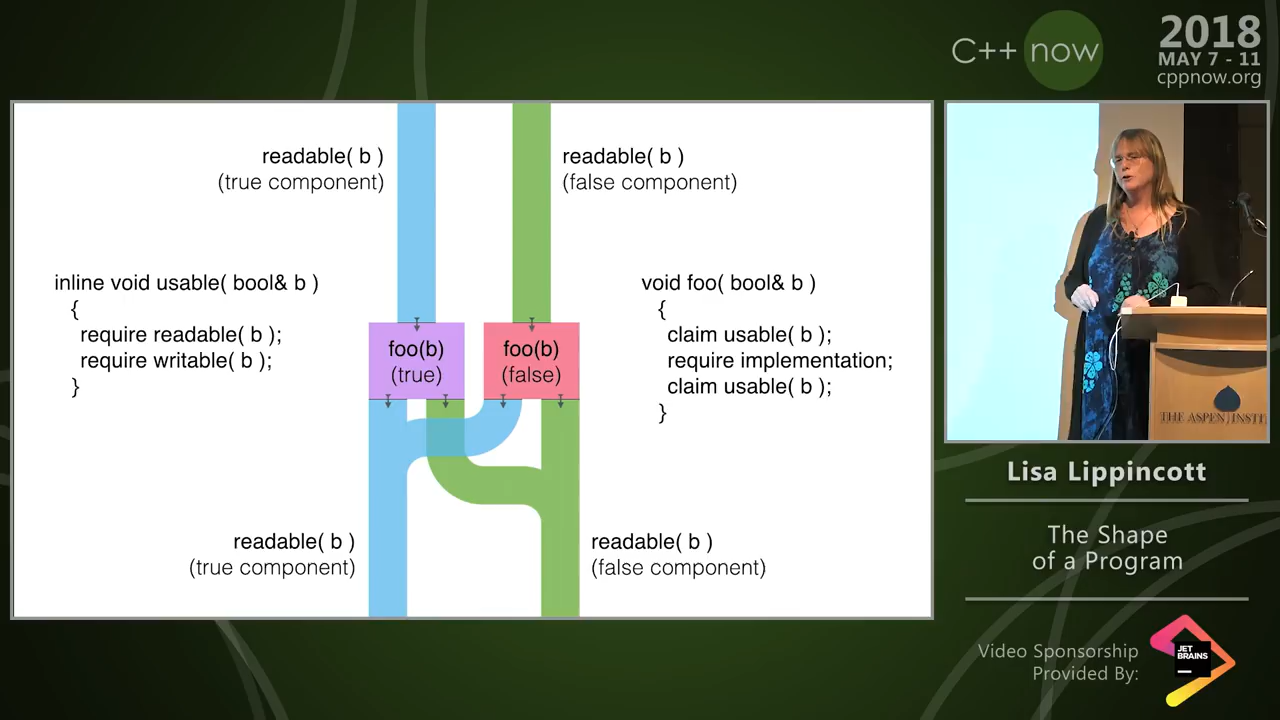 C++ now
2018
MAY 7 - 11
cppnow.org
readable( b )
(true component)
readable( b )
(false component)
inline void usable( bool& b )
{
require readable( b );
require writable( b );
}
foo(b)
(true)
foo(b)
(false)
void foo( bool& b )
{
claim usable( b );
require implementation;
claim usable( b );
}
readable( b )
(true component)
readable( b )
(false component)
THE ASPEN INSTI
Lisa Lippincott
The Shape
of a Program
Video Sponsorship
Provided By:
JET
BRAINS